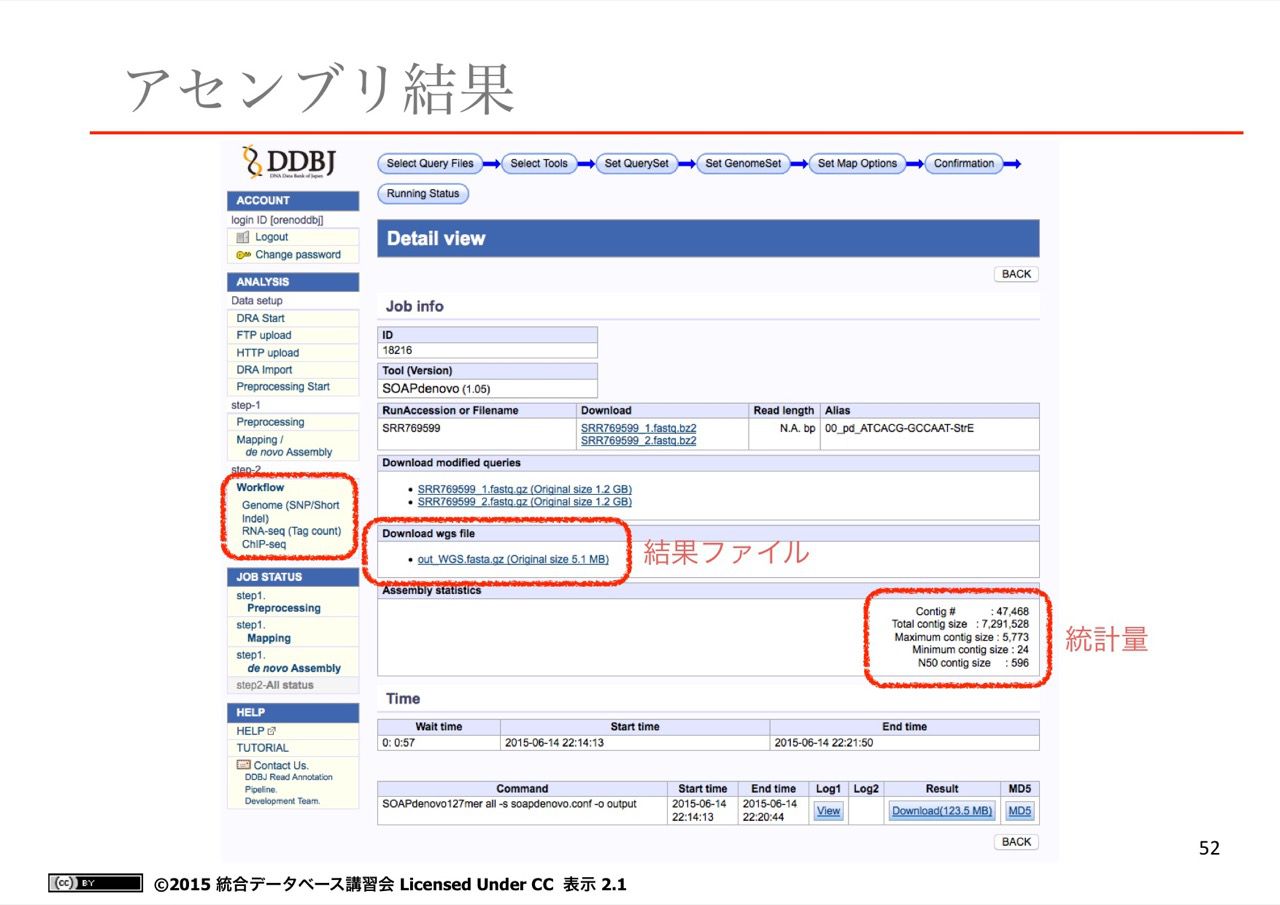 アセンブリ結果
DDBJ
DNA Data Bank of Japan
Select Query Files
Select Tools
Set QuerySet
Set GenomeSet
Set Map Options
Confirmation
Running Status
ACCOUNT
login ID [orenoddbj]
Logout
Change password
ANALYSIS
Data setup
DRA Start
FTP upload
HTTP upload
DRA Import
Preprocessing Start
step-1
Preprocessing
Mapping /
de novo Assembly
step-2
Workflow
Genome (SNP/Short
Indel)
RNA-seq (Tag count)
ChIP-seq
JOB STATUS
step1.
Preprocessing
step1.
Mapping
step1.
de novo Assembly
step2-All status
HELP
HELP
TUTORIAL
Contact Us.
DDBJ Read Annotation
Pipeline.
Development Team.
Detail view
BACK
Job info
ID
18216
Tool (Version)
SOAPdenovo (1.05)
RunAccession or Filename Download Read length Alias
SRR769599 SRR769599_1.fastq.bz2 N.A. bp 00_pd_ATCACG-GCCAAT-StrE
SRR769599_2.fastq.bz2
Download modified queries
• SRR769599_1.fastq.gz (Original size 1.2 GB)
• SRR769599_2.fastq.gz (Original size 1.2 GB)
Download wgs file
• out_WGS.fasta.gz (Original size 5.1 MB)
結果ファイル
Assembly statistics
Contig # : 47,468
Total contig size : 7,291,528
Maximum contig size : 5,773
Minimum contig size : 24
N50 contig size : 596
統計量
Time
Wait time Start time End time
0: 0:57 2015-06-14 22:14:13 2015-06-14 22:21:50
Command Start time End time Log1 Log2 Result MD5
SOAPdenovo127mer all -s soapdenovo.conf -o output 2015-06-14 22:14:13 2015-06-14 22:20:44 View Download(123.5 MB) MD5
BACK
52
(cc) BY ©2015 統合データベース講習会 Licensed Under CC 表示 2.1